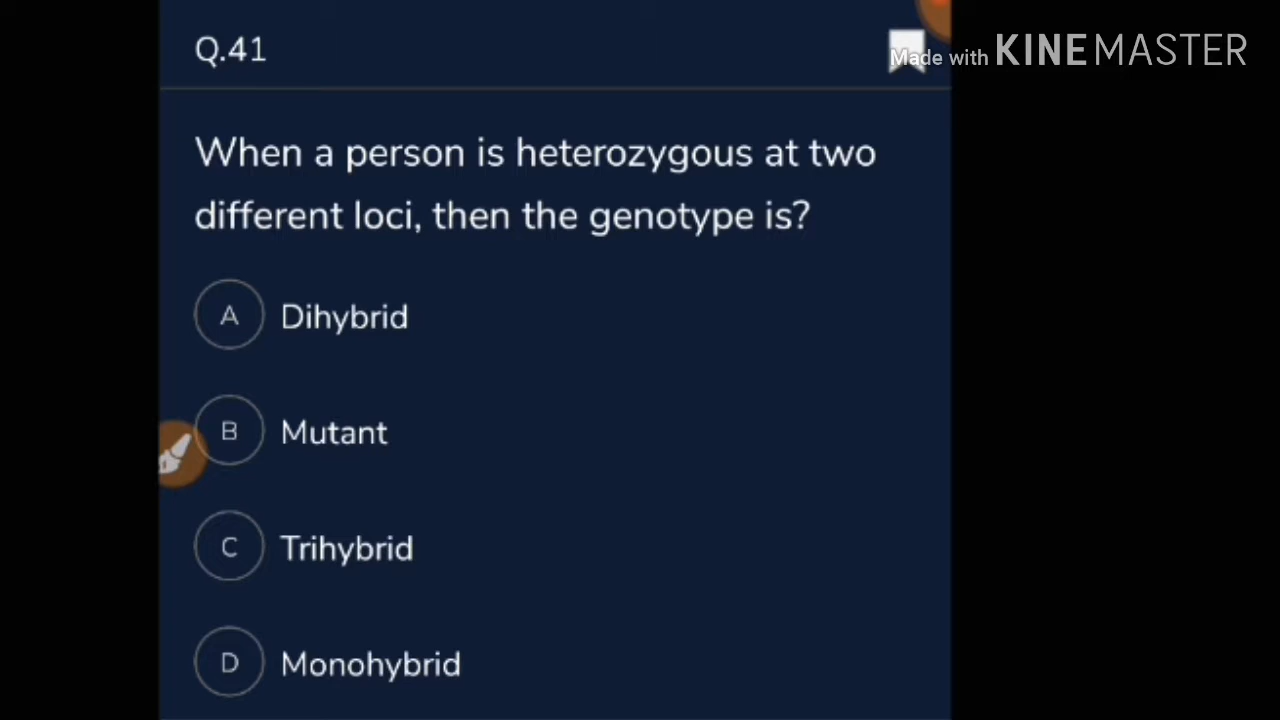 Q.41
Made with KINEMASTER
When a person is heterozygous at two
different loci, then the genotype is?
A Dihybrid
B Mutant
C Trihybrid
D Monohybrid